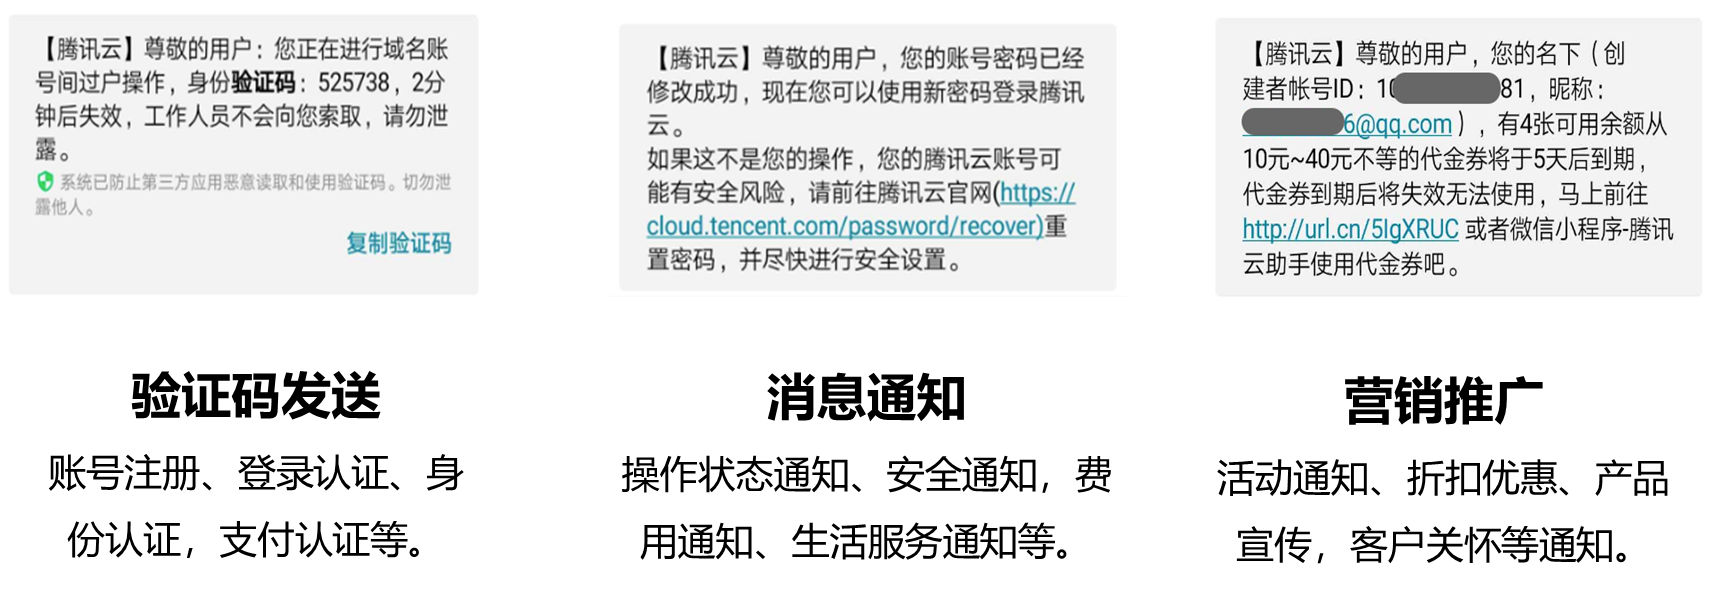 【腾讯云】尊敬的用户：您正在进行域名账
号间过户操作，身份验证码：525738，2分
钟后失效，工作人员不会向您索取，请勿泄
露。
系统已防止第三方应用恶意读取和使用验证码。切勿泄
露他人。
复制验证码
验证码发送
账号注册、登录认证、身
份认证，支付认证等。
【腾讯云】尊敬的用户，您的账号密码已经
修改成功，现在您可以使用新密码登录腾讯
云。
如果这不是您的操作，您的腾讯云账号可
能有安全风险，请前往腾讯云官网(https://
cloud.tencent.com/password/recover)重
置密码，并尽快进行安全设置。
消息通知
操作状态通知、安全通知，费
用通知、生活服务通知等。
【腾讯云】尊敬的用户，您的名下（创
建者帐号ID：10 81，昵称：
6@qq.com），有4张可用余额从
10元~40元不等的代金券将于5天后到期，
代金券到期后将失效无法使用，马上前往
http://url.cn/5IgXRUC 或者微信小程序-腾讯
云助手使用代金券吧。
营销推广
活动通知、折扣优惠、产品
宣传，客户关怀等通知。